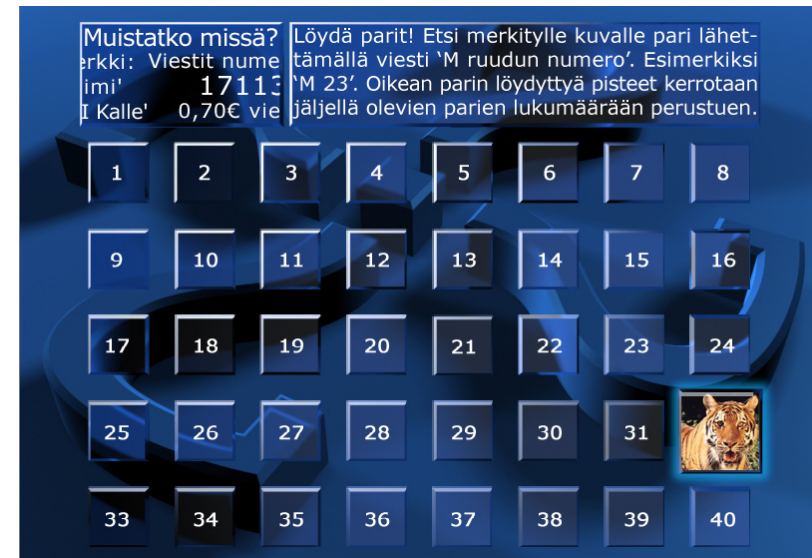 Muistatko missä?
erkki: Viestit nume
imi' 17113
I Kalle' 0,70€ vie
Löydä parit! Etsi merkitylle kuvalle pari lähet-
tämällä viesti ‘M ruudun numero’. Esimerkiksi
‘M 23’. Oikean parin löydyttyä pisteet kerrotaan
jäljellä olevien parien lukumäärään perustuen.
1 2 3 4 5 6 7 8
9 10 11 12 13 14 15 16
17 18 19 20 21 22 23 24
25 26 27 28 29 30 31
33 34 35 36 37 38 39 40